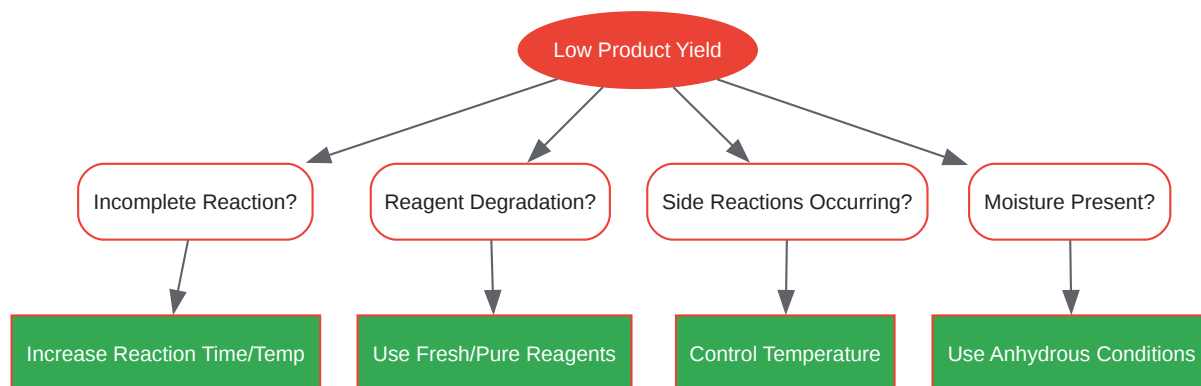 Low Product Yield
Incomplete Reaction?
Reagent Degradation?
Side Reactions Occurring?
Moisture Present?
Increase Reaction Time/Temp
Use Fresh/Pure Reagents
Control Temperature
Use Anhydrous Conditions